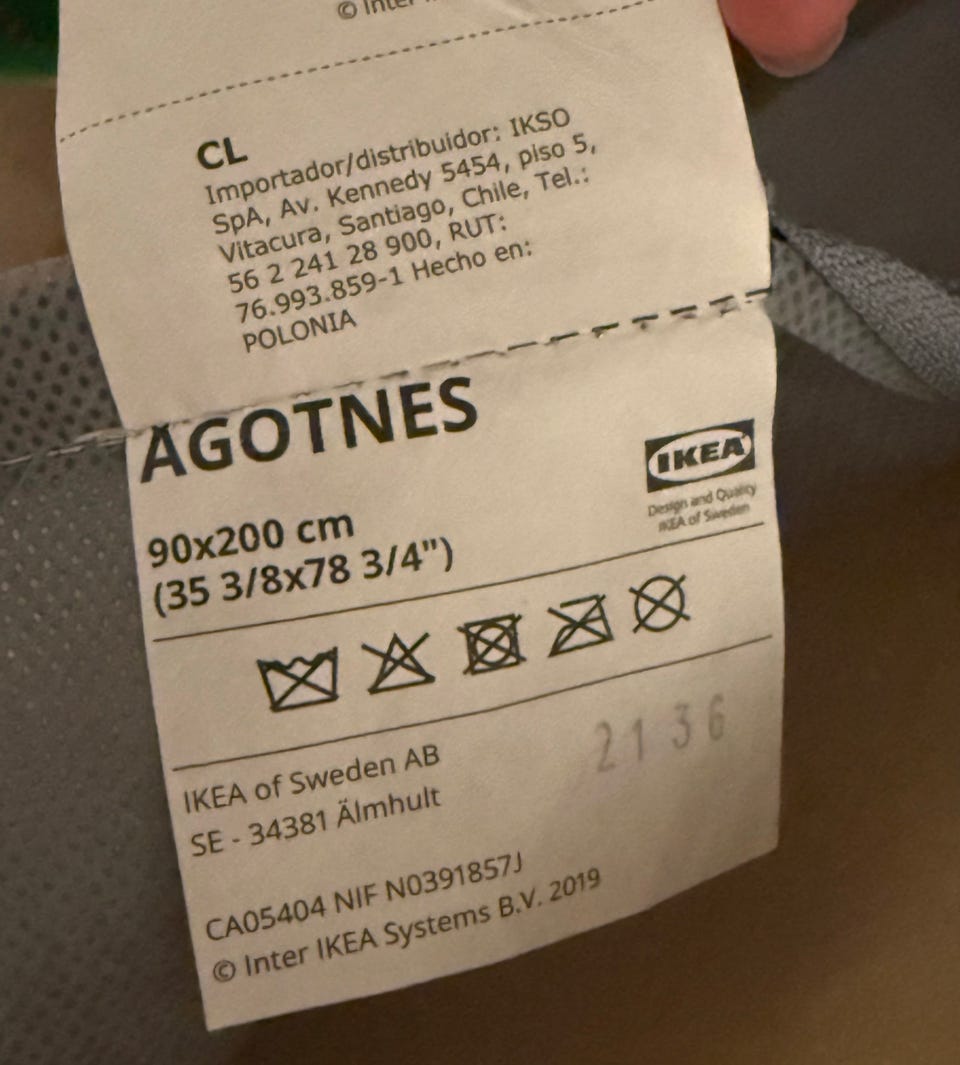 © Inter
CL
Importador/distribuidor: IKSO
SpA, Av. Kennedy 5454, piso 5,
Vitacura, Santiago, Chile, Tel.:
56 2 241 28 900, RUT:
76.993.859-1 Hecho en:
POLONIA
ÅGOTNES
IKEA
Design and Quality
IKEA of Sweden
90x200 cm
(35 3/8x78 3/4")
2136
IKEA of Sweden AB
SE - 34381 Älmhult
CA05404 NIF N0391857J
© Inter IKEA Systems B.V. 2019